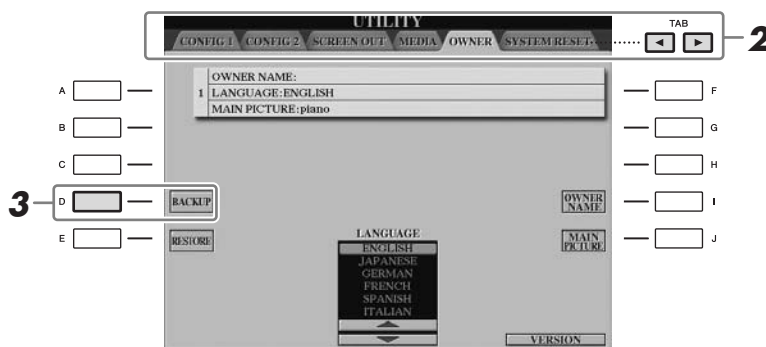 UTILITY
TAB
CONFIG 1 CONFIG 2 SCREEN OUT MEDIA OWNER SYSTEM RESET
2
OWNER NAME:
1 LANGUAGE:ENGLISH
MAIN PICTURE:piano
A
F
B
G
C
H
3
D
BACKUP
OWNER
NAME
I
E
RESTORE
LANGUAGE
MAIN
PICTURE
J
ENGLISH
JAPANESE
GERMAN
FRENCH
SPANISH
ITALIAN
VERSION